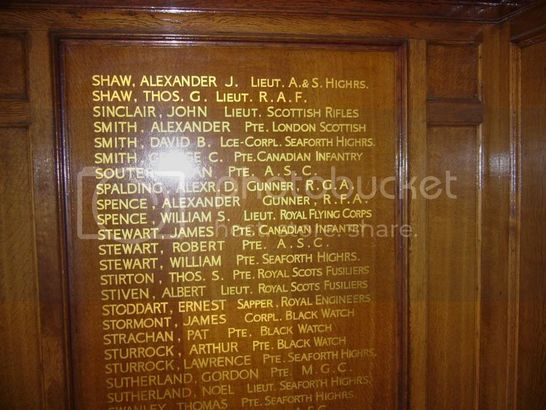 SHAW, ALEXANDER J. LIEUT. A.& S. HIGHRS.
SHAW, THOS. G. LIEUT. R.A.F.
SINCLAIR, JOHN LIEUT. SCOTTISH RIFLES
SMITH, ALEXANDER PTE. LONDON SCOTTISH
SMITH, DAVID B. LCE-CORPL. SEAFORTH HIGHRS.
SMITH, C. PTE. CANADIAN INFANTRY
PTE. A.S.C.
SPALDING, ALEXR. D. GUNNER, R.G.A.
SPENCE, ALEXANDER GUNNER, R.F.A.
SPENCE, WILLIAM S. LIEUT. ROYAL FLYING CORPS
STEWART, JAMES PTE. CANADIAN INFANTRY
STEWART, ROBERT PTE. A.S.C.
STEWART, WILLIAM PTE. SEAFORTH HIGHRS.
STIRTON, THOS. S. PTE. ROYAL SCOTS FUSILIERS
STIVEN, ALBERT LIEUT. ROYAL SCOTS FUSILIERS
STODDART, ERNEST SAPPER, ROYAL ENGINEERS
STORMONT, JAMES CORPL. BLACK WATCH
STRACHAN, PAT PTE. BLACK WATCH
STURROCK, ARTHUR PTE. BLACK WATCH
STURROCK, LAWRENCE PTE. SEAFORTH HIGHRS.
SUTHERLAND, GORDON PTE. M.G.C.
SUTHERLAND, NOEL LIEUT. SEAFORTH HIGHRS.
SWANLEY, THOMAS PTE. SEAFORTH HIGHRS.
photobucket